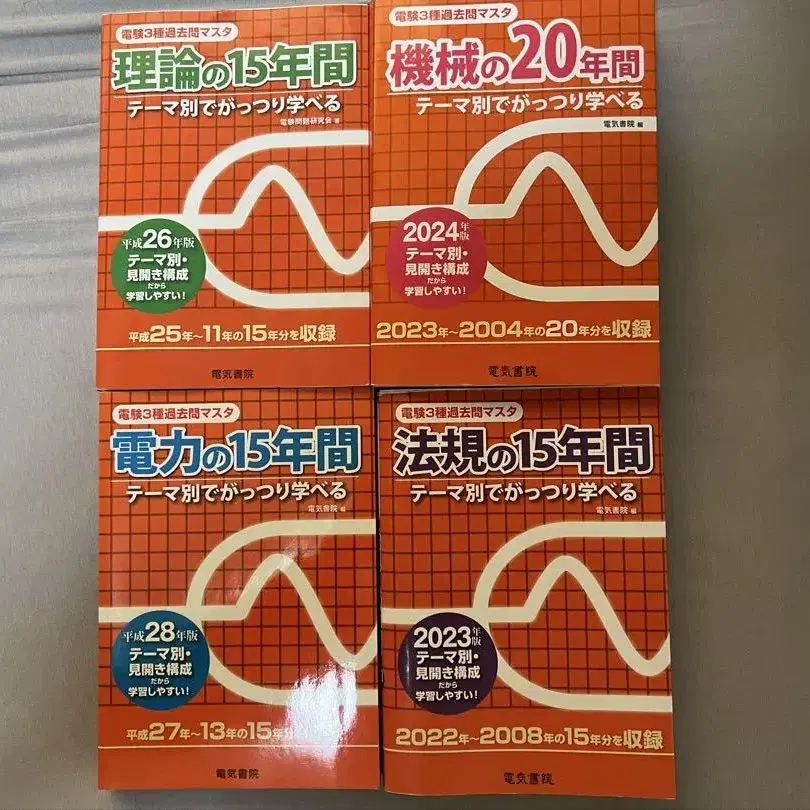 電験3種過去問マスタ
理論の15年間
テーマ別でがっつり学べる
電験問題研究会 著
平成26年版
テーマ別・
見開き構成
だから
学習しやすい!
平成25年〜11年の15年分を収録
電気書院
電験3種過去問マスタ
機械の20年間
テーマ別でがっつり学べる
電気書院 編
2024年版
テーマ別・
見開き構成
だから
学習しやすい!
2023年〜2004年の20年分を収録
電気書院
電験3種過去問マスタ
電力の15年間
テーマ別でがっつり学べる
電気書院 編
平成28年版
テーマ別・
見開き構成
だから
学習しやすい!
平成27年〜13年の15年分
電気書院
電験3種過去問マスタ
法規の15年間
テーマ別でがっつり学べる
電気書院 編
2023年版
テーマ別・
見開き構成
だから
学習しやすい!
2022年〜2008年の15年分を収録
電気書院